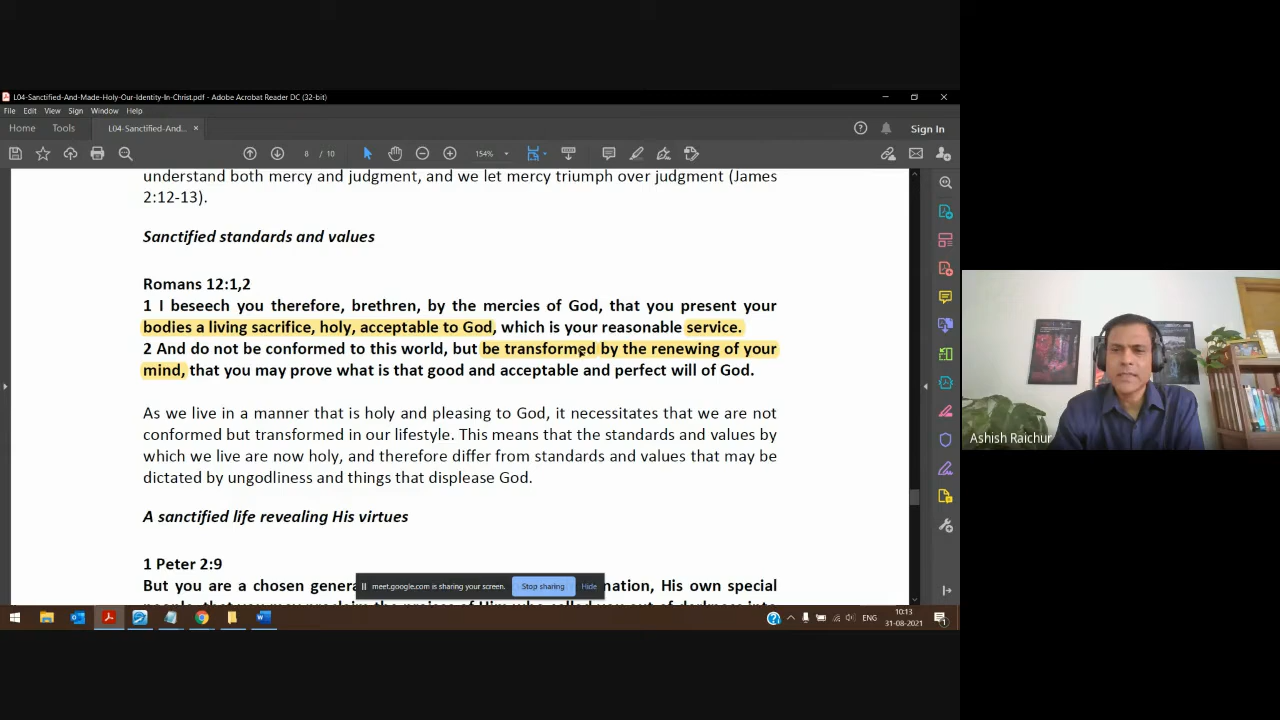 L04-Sanctified-And-Made-Holy-Our-Identity-In-Christ.pdf - Adobe Acrobat Reader DC (32-bit)
File Edit View Sign Window Help
Home Tools L04-Sanctified-And... × Sign In
8 / 10 154%
understand both mercy and judgment, and we let mercy triumph over judgment (James
2:12-13).
Sanctified standards and values
Romans 12:1,2
1 I beseech you therefore, brethren, by the mercies of God, that you present your
bodies a living sacrifice, holy, acceptable to God, which is your reasonable service.
2 And do not be conformed to this world, but be transformed by the renewing of your
mind, that you may prove what is that good and acceptable and perfect will of God.
As we live in a manner that is holy and pleasing to God, it necessitates that we are not
conformed but transformed in our lifestyle. This means that the standards and values by
which we live are now holy, and therefore differ from standards and values that may be
dictated by ungodliness and things that displease God.
A sanctified life revealing His virtues
1 Peter 2:9
But you are a chosen genera nation, His own special
meet.google.com is sharing your screen. Stop sharing Hide
Ashish Raichur
ENG
10:13
31-08-2021